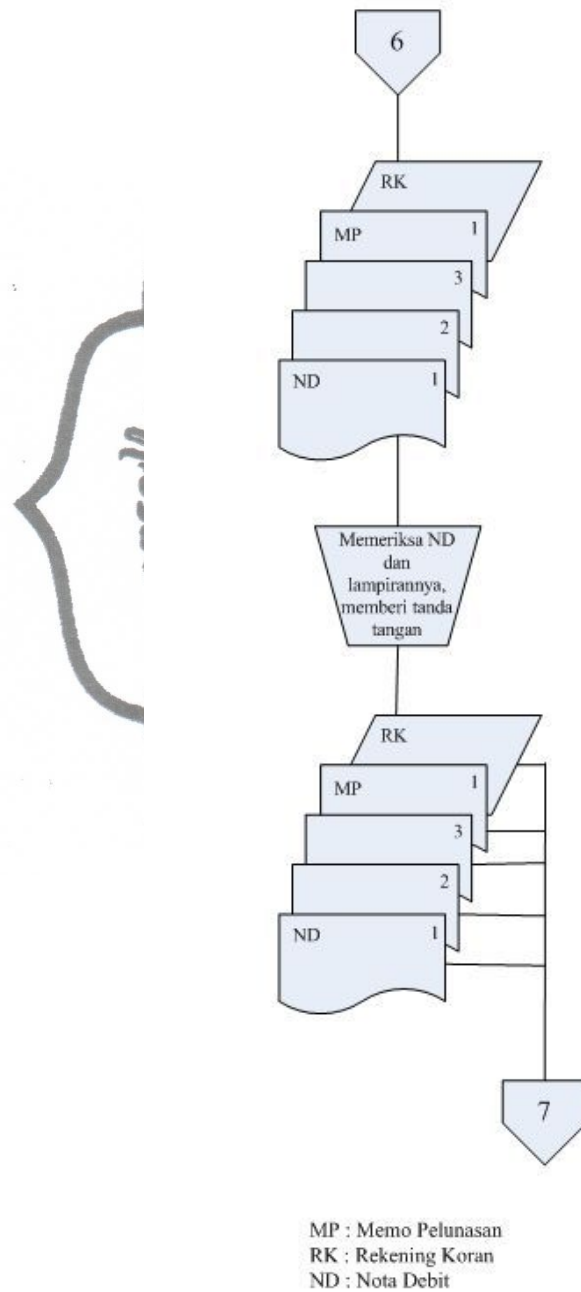 6
RK
MP 1
3
2
ND 1
Memeriksa ND
dan
lampirannya,
memberi tanda
tangan
RK
MP 1
3
2
ND 1
7
MP : Memo Pelunasan
RK : Rekening Koran
ND : Nota Debit